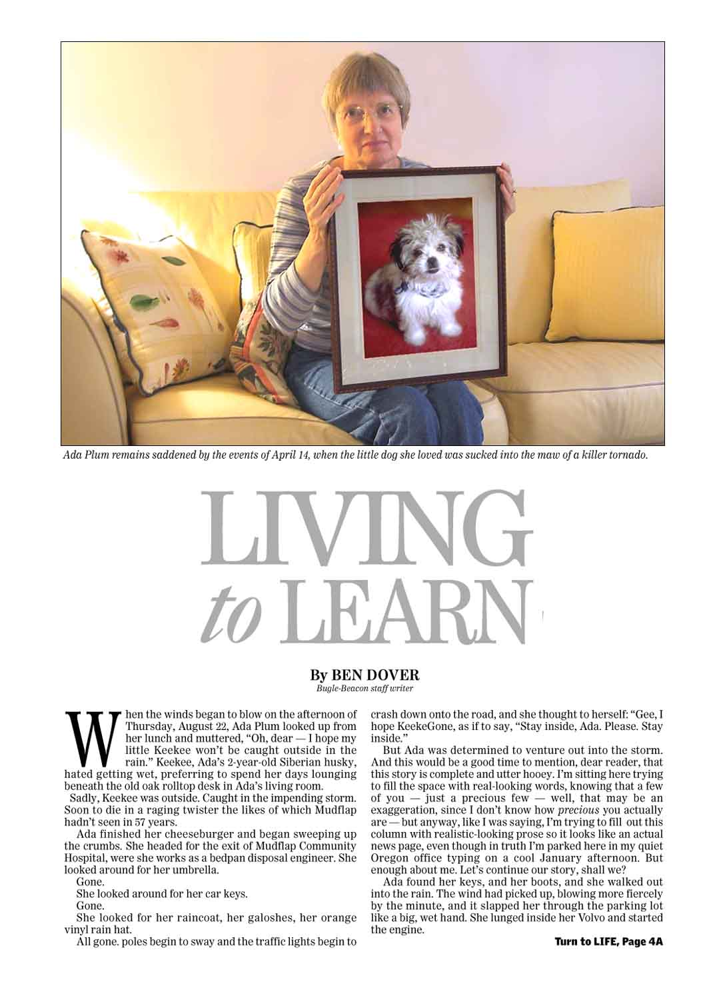 Ada Plum remains saddened by the events of April 14, when the little dog she loved was sucked into the maw of a killer tornado.
LIVING
to LEARN
By BEN DOVER
Bugle-Beacon staff writer
When the winds began to blow on the afternoon of
Thursday, August 22, Ada Plum looked up from
her lunch and muttered, “Oh, dear — I hope my
little Keekee won’t be caught outside in the
rain.” Keekee, Ada’s 2-year-old Siberian husky,
hated getting wet, preferring to spend her days lounging
beneath the old oak rolltop desk in Ada’s living room.
Sadly, Keekee was outside. Caught in the impending storm.
Soon to die in a raging twister the likes of which Mudflap
hadn’t seen in 57 years.
Ada finished her cheeseburger and began sweeping up
the crumbs. She headed for the exit of Mudflap Community
Hospital, were she works as a bedpan disposal engineer. She
looked around for her umbrella.
Gone.
She looked around for her car keys.
Gone.
She looked for her raincoat, her galoshes, her orange
vinyl rain hat.
All gone. poles begin to sway and the traffic lights begin to
crash down onto the road, and she thought to herself: “Gee, I
hope KeekeGone, as if to say, “Stay inside, Ada. Please. Stay
inside.”
But Ada was determined to venture out into the storm.
And this would be a good time to mention, dear reader, that
this story is complete and utter hooey. I’m sitting here trying
to fill the space with real-looking words, knowing that a few
of you — just a precious few — well, that may be an
exaggeration, since I don’t know how precious you actually
are — but anyway, like I was saying, I’m trying to fill out this
column with realistic-looking prose so it looks like an actual
news page, even though in truth I’m parked here in my quiet
Oregon office typing on a cool January afternoon. But
enough about me. Let’s continue our story, shall we?
Ada found her keys, and her boots, and she walked out
into the rain. The wind had picked up, blowing more fiercely
by the minute, and it slapped her through the parking lot
like a big, wet hand. She lunged inside her Volvo and started
the engine.
Turn to LIFE, Page 4A